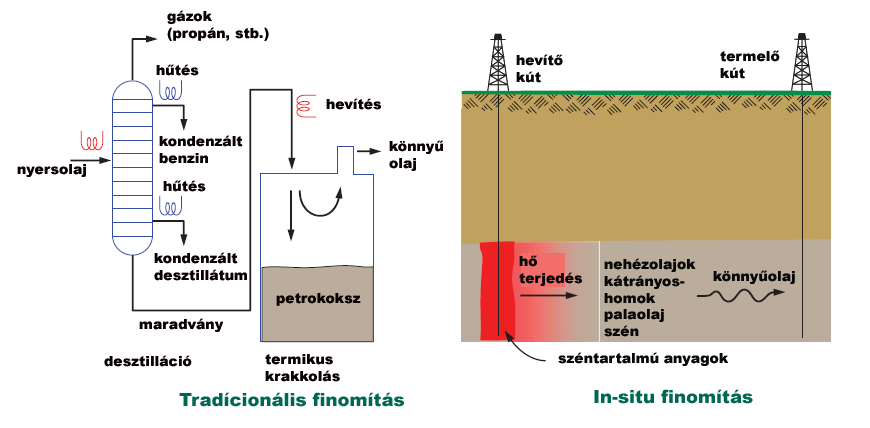 gázok
(propán, stb.)
hűtés
kondenzált
benzin
nyersolaj
hűtés
kondenzált
desztillátum
maradvány
desztilláció
hevítés
könnyű
olaj
petrokoksz
termikus
krakkolás
Tradícionális finomítás
hevítő
kút
termelő
kút
hő
terjedés
nehézolajok
kátrányos-
homok
palaolaj
szén
könnyűolaj
széntartalmú anyagok
In-situ finomítás